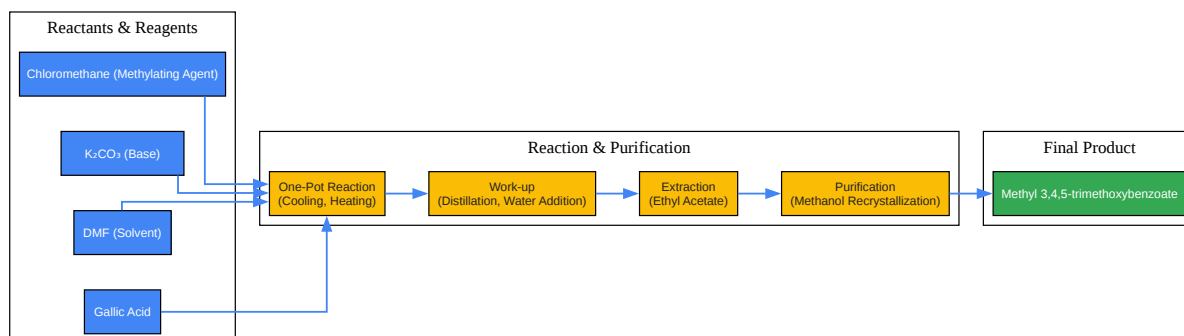 Reactants & Reagents
Chloromethane (Methylating Agent)
K₂CO₃ (Base)
DMF (Solvent)
Gallic Acid
Reaction & Purification
One-Pot Reaction
(Cooling, Heating)
Work-up
(Distillation, Water Addition)
Extraction
(Ethyl Acetate)
Purification
(Methanol Recrystallization)
Final Product
Methyl 3,4,5-trimethoxybenzoate